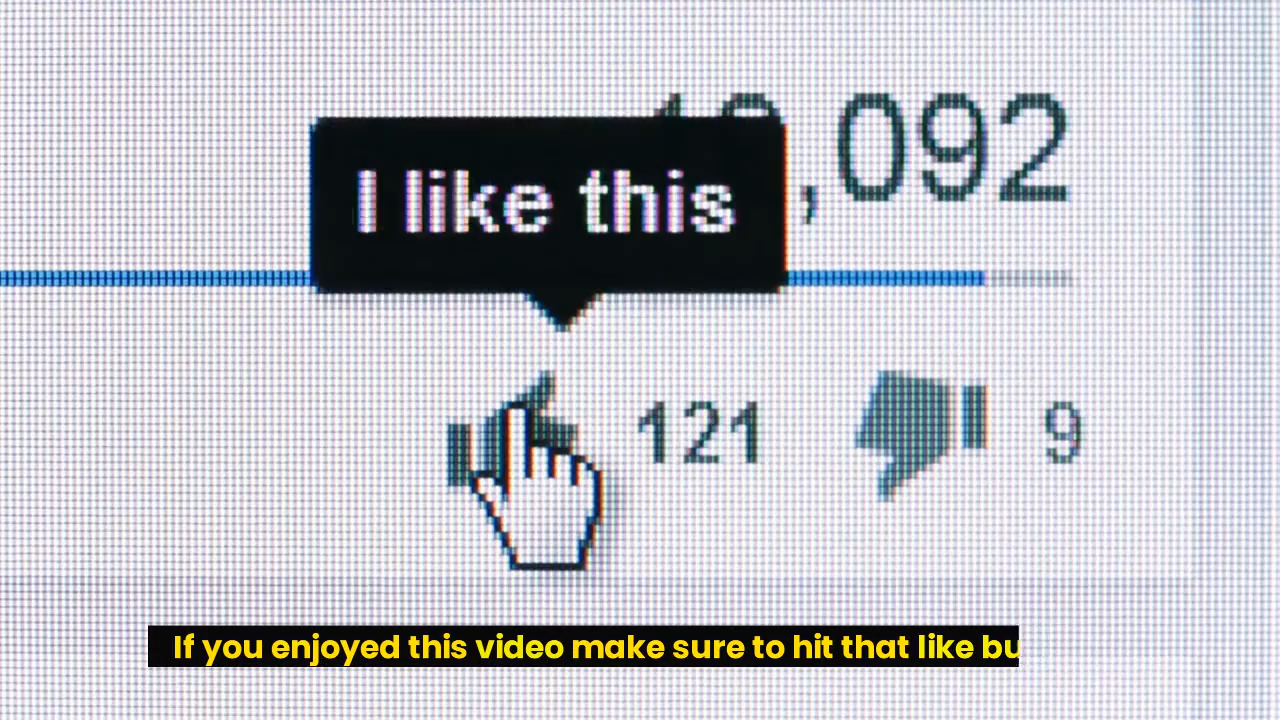 ,092
I like this
121 9
If you enjoyed this video make sure to hit that like bu